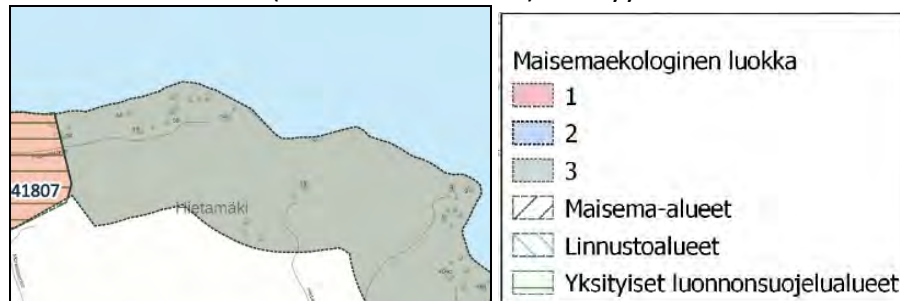 41807
Hietamäki
Maisemaekologinen luokka
1
2
3
Maisema-alueet
Linnustoalueet
Yksityiset luonnonsuojelualueet